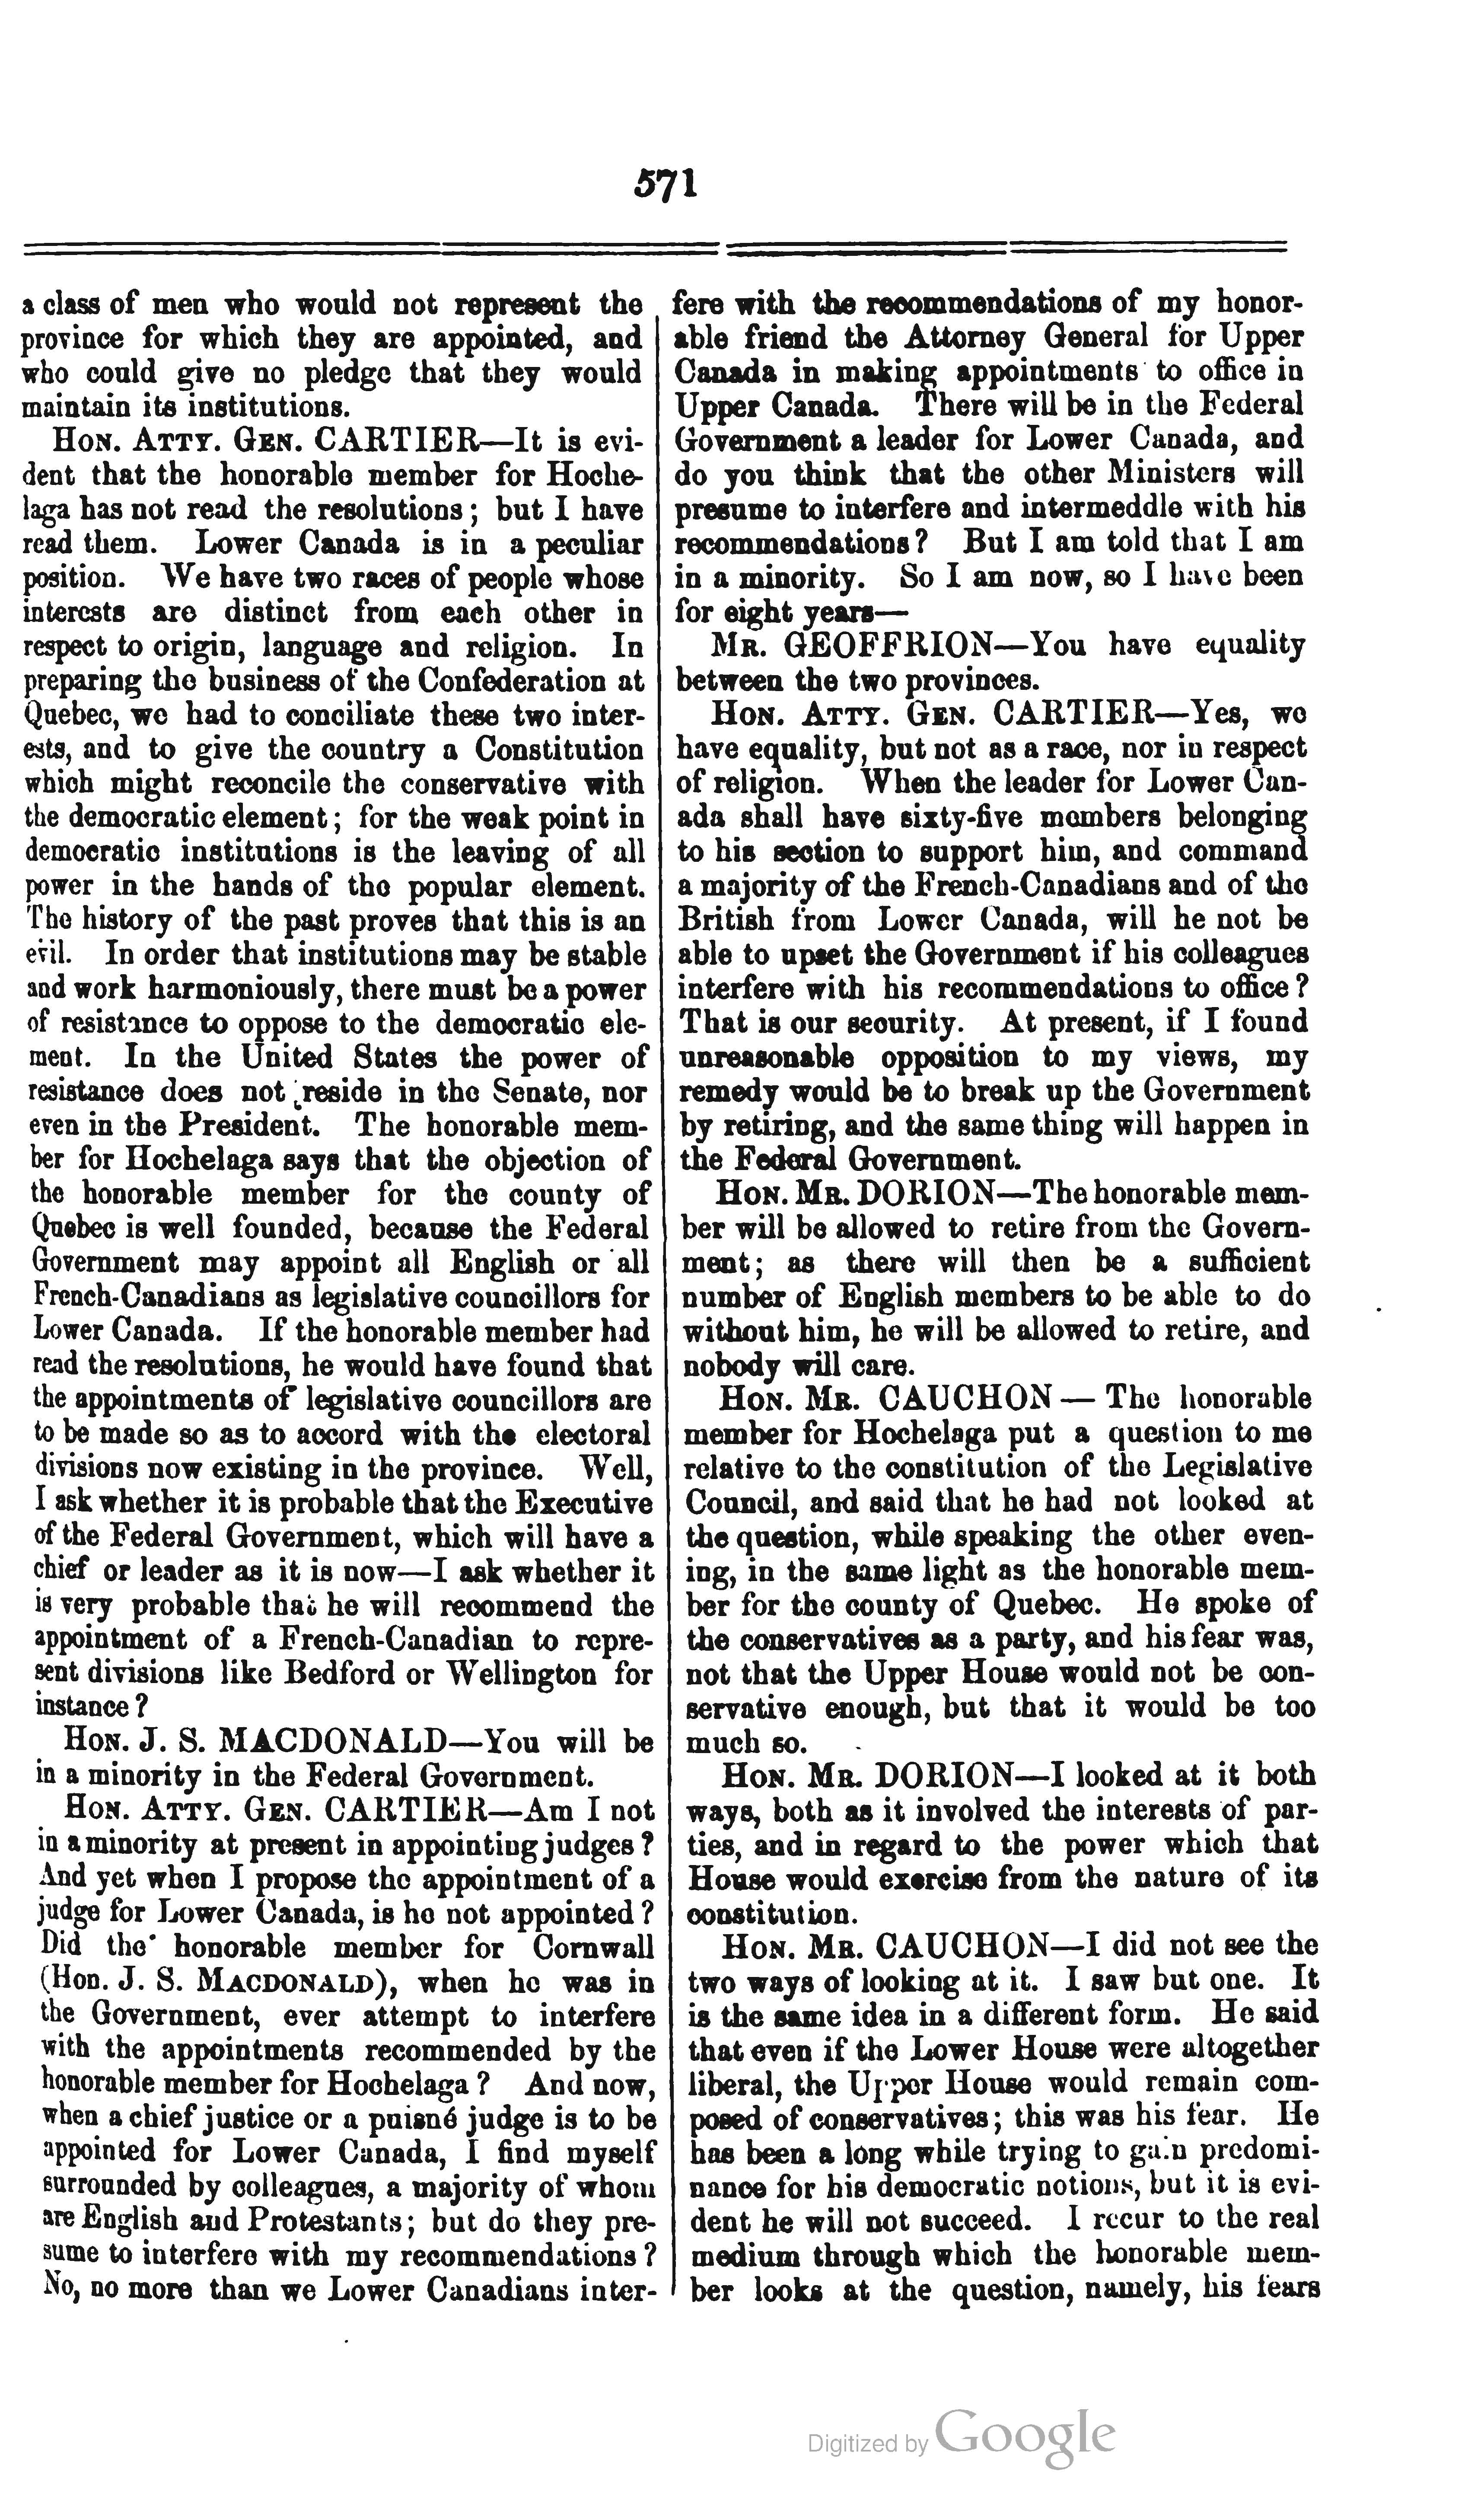 571
a class of men who would not represent the
province for which they are appointed, and
who could give no pledge that they would
maintain its institutions.
HON. ATTY. GEN. CARTIER—It is evi-
dent that the honorable member for Hoche-
laga has not read the resolutions; but I have
read them. Lower Canada is in a peculiar
position. We have two races of people whose
interests are distinct from each other in
respect to origin, language and religion. In
preparing the business of the Confederation at
Quebec, we had to conciliate these two inter-
ests, and to give the country a Constitution
which might reconcile the conservative with
the democratic element; for the weak point in
democratic institutions is the leaving of all
power in the hands of the popular element.
The history of the past proves that this is an
evil. In order that institutions may be stable
and work harmoniously, there must be a power
of resistance to oppose to the democratic ele-
ment. In the United States the power of
resistance does not reside in the Senate, nor
even in the President. The honorable mem-
ber for Hochelaga says that the objection of
the honorable member for the county of
Quebec is well founded, because the Federal
Government may appoint all English or all
French-Canadians as legislative councillors for
Lower Canada. If the honorable member had
read the resolutions, he would have found that
the appointments of legislative councillors are
to be made so as to accord with the electoral
divisions now existing in the province. Well,
I ask whether it is probable that the Executive
of the Federal Government, which will have a
chief or leader as it is now—I ask whether it
is very probable that he will recommend the
appointment of a French-Canadian to repre-
sent divisions like Bedford or Wellington for
instance?
HON. J. S. MACDONALD—You will be
in a minority in the Federal Government.
HON. ATTY. GEN. CARTIER—Am I not
in a minority at present in appointing judges?
And yet when I propose the appointment of a
judge for Lower Canada, is he not appointed?
Did the honorable member for Cornwall
(Hon. J. S. MACDONALD), when he was in
the Government, ever attempt to interfere
with the appointments recommended by the
honorable member for Hochelaga? And now,
when a chief justice or a puisné judge is to be
appointed for Lower Canada, I find myself
surrounded by colleagues, a majority of whom
are English and Protestants; but do they pre-
sume to interfere with my recommendations?
No, no more than we Lower Canadians inter-
fere with the recommendations of my honor-
able friend the Attorney General for Upper
Canada in making appointments to office in
Upper Canada. There will be in the Federal
Government a leader for Lower Canada, and
do you think that the other Ministers will
presume to interfere and intermeddle with his
recommendations? But I am told that I am
in a minority. So I am now, so I have been
for eight years—
MR. GEOFFRION—You have equality
between the two provinces.
HON. ATTY. GEN. CARTIER—Yes, we
have equality, but not as a race, nor in respect
of religion. When the leader for Lower Can-
ada shall have sixty-five members belonging
to his section to support him, and command
a majority of the French-Canadians and of the
British from Lower Canada, will he not be
able to upset the Government if his colleagues
interfere with his recommendations to office?
That is our security. At present, if I found
unreasonable opposition to my views, my
remedy would be to break up the Government
by retiring, and the same thing will happen in
the Federal Government.
HON. MR. DORION—The honorable mem-
ber will be allowed to retire from the Govern-
ment; as there will then be a sufficient
number of English members to be able to do
without him, he will be allowed to retire, and
nobody will care.
HON. MR. CAUCHON—The honorable
member for Hochelaga put a question to me
relative to the constitution of the Legislative
Council, and said that he had not looked at
the question, while speaking the other even-
ing, in the same light as the honorable mem-
ber for the county of Quebec. He spoke of
the conservatives as a party, and his fear was,
not that the Upper House would not be con-
servative enough, but that it would be too
much so.
HON. MR. DORION—I looked at it both
ways, both as it involved the interests of par-
ties, and in regard to the power which that
House would exercise from the nature of its
constitution.
HON. MR. CAUCHON—I did not see the
two ways of looking at it. I saw but one. It
is the same idea in a different form. He said
that even if the Lower House were altogether
liberal, the Upper House would remain com-
posed of conservatives; this was his fear. He
has been a long while trying to gain predomi-
nance for his democratic notions, but it is evi-
dent he will not succeed. I recur to the real
medium through which the honorable mem-
ber looks at the question, namely, his fears
Digitized by Google